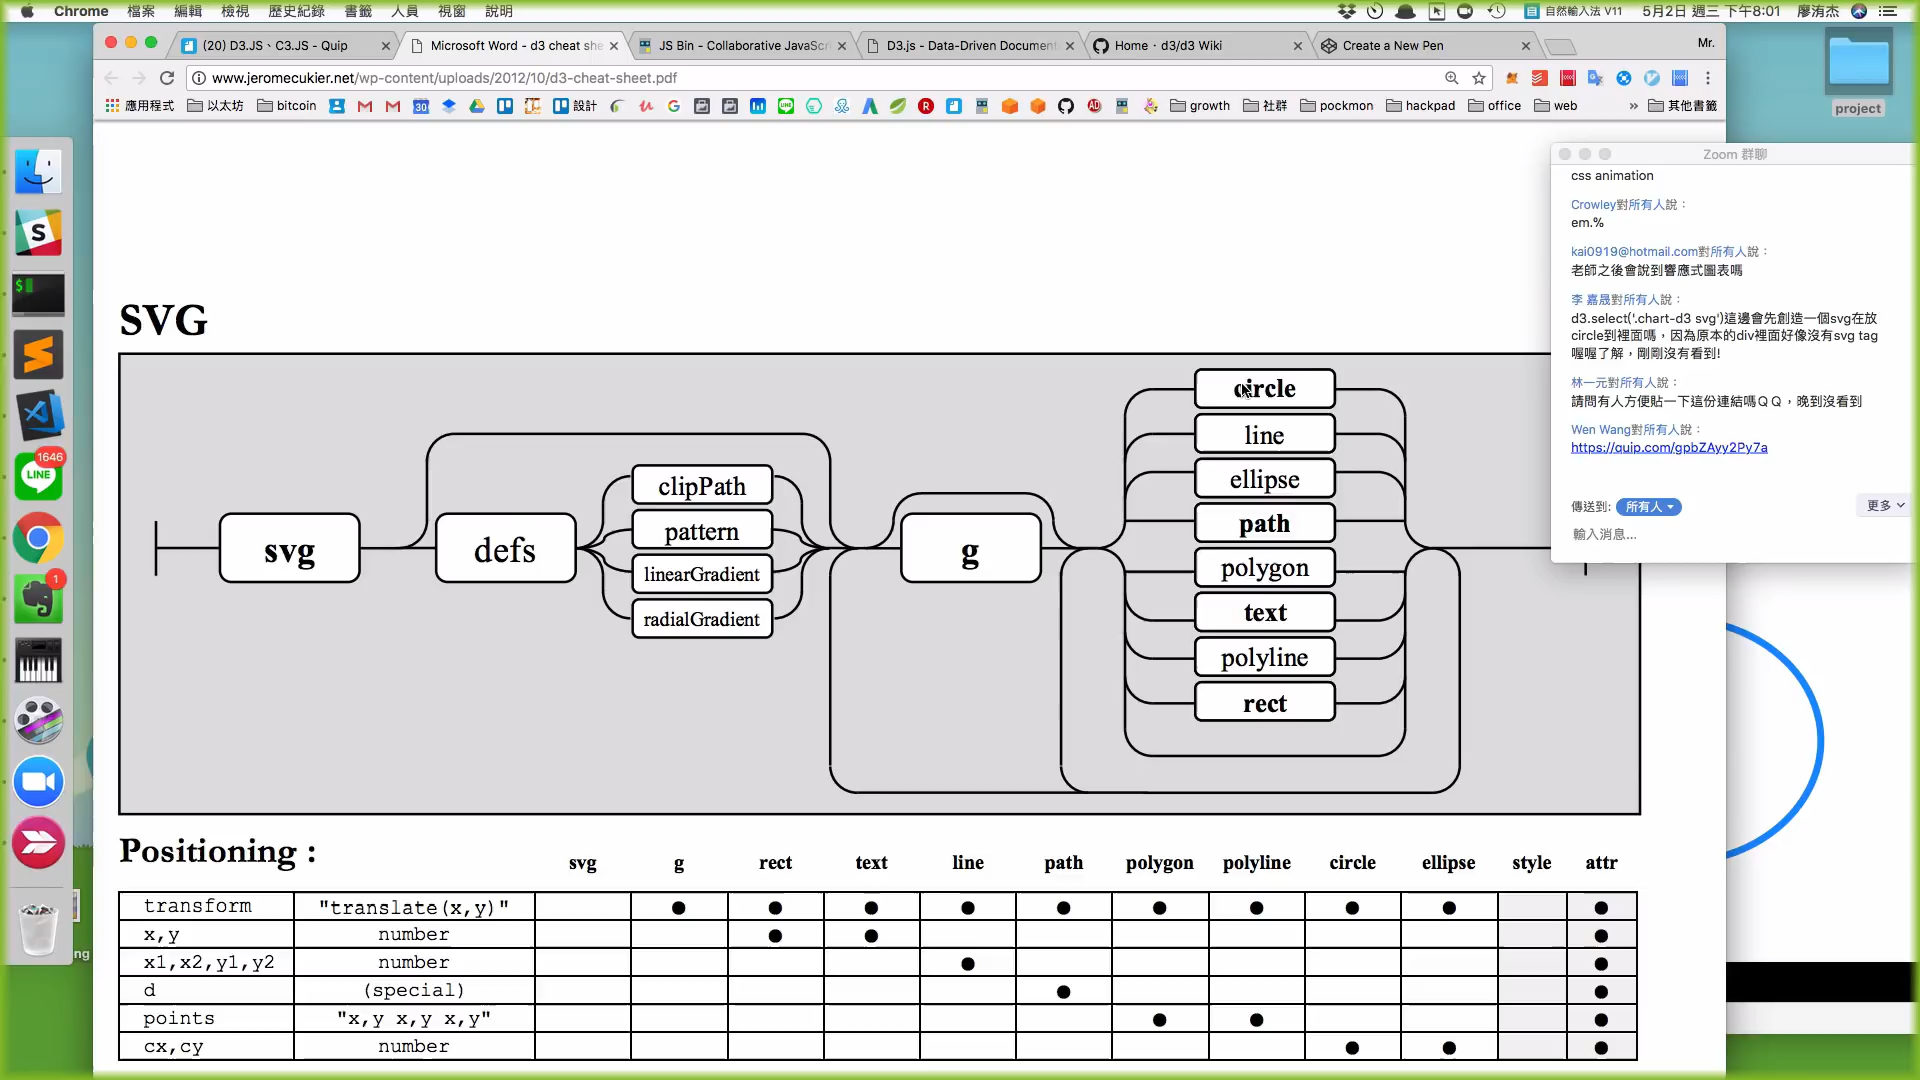 Chrome 檔案 編輯 檢視 歷史紀錄 書籤 人員 視窗 說明 自然輸入法 V11 5月2日 週三 下午8:01 廖洧杰
(20) D3.JS、C3.JS - Quip
Microsoft Word - d3 cheat she
JS Bin - Collaborative JavaScr
D3.js - Data-Driven Document
Home · d3/d3 Wiki
Create a New Pen
Mr.
www.jeromecukier.net/wp-content/uploads/2012/10/d3-cheat-sheet.pdf
應用程式 以太坊 bitcoin 設計 growth 社群 pockmon hackpad office web » 其他書籤
project
Zoom 群聊
css animation
Crowley對所有人說：
em.%
kai0919@hotmail.com對所有人說：
老師之後會說到響應式圖表嗎
李 嘉晟對所有人說：
d3.select('.chart-d3 svg')這邊會先創造一個svg在放
circle到裡面嗎，因為原本的div裡面好像沒有svg tag
喔喔了解，剛剛沒有看到!
林一元對所有人說：
請問有人方便貼一下這份連結嗎ＱＱ，晚到沒看到
Wen Wang對所有人說：
https://quip.com/gpbZAyy2Py7a
傳送到: 所有人 更多
輸入消息...
1646
LINE
1
SVG
svg
defs
clipPath
pattern
linearGradient
radialGradient
g
circle
line
ellipse
path
polygon
text
polyline
rect
Positioning :
svg g rect text line path polygon polyline circle ellipse style attr
transform "translate(x,y)" ● ● ● ● ● ● ● ● ● ●
x,y number ● ● ●
x1,x2,y1,y2 number ● ●
d (special) ● ●
points "x,y x,y x,y" ● ● ●
cx,cy number ● ● ●
ng